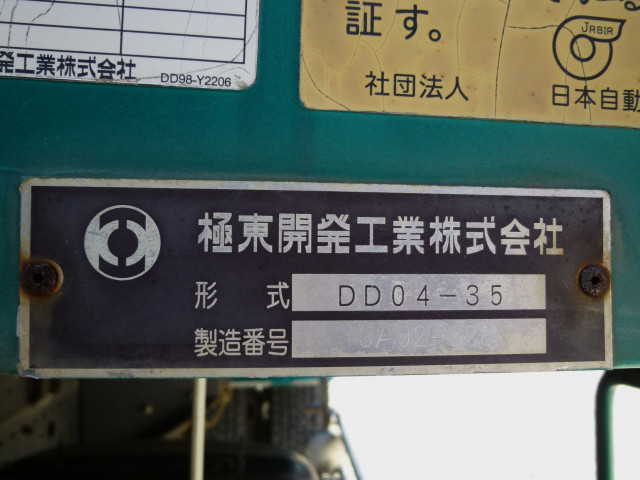 発工業株式会社
DD98-Y2206
証す。
JRBIR
社団法人
日本自動
極東開発工業株式会社
形式 DD04-35
製造番号